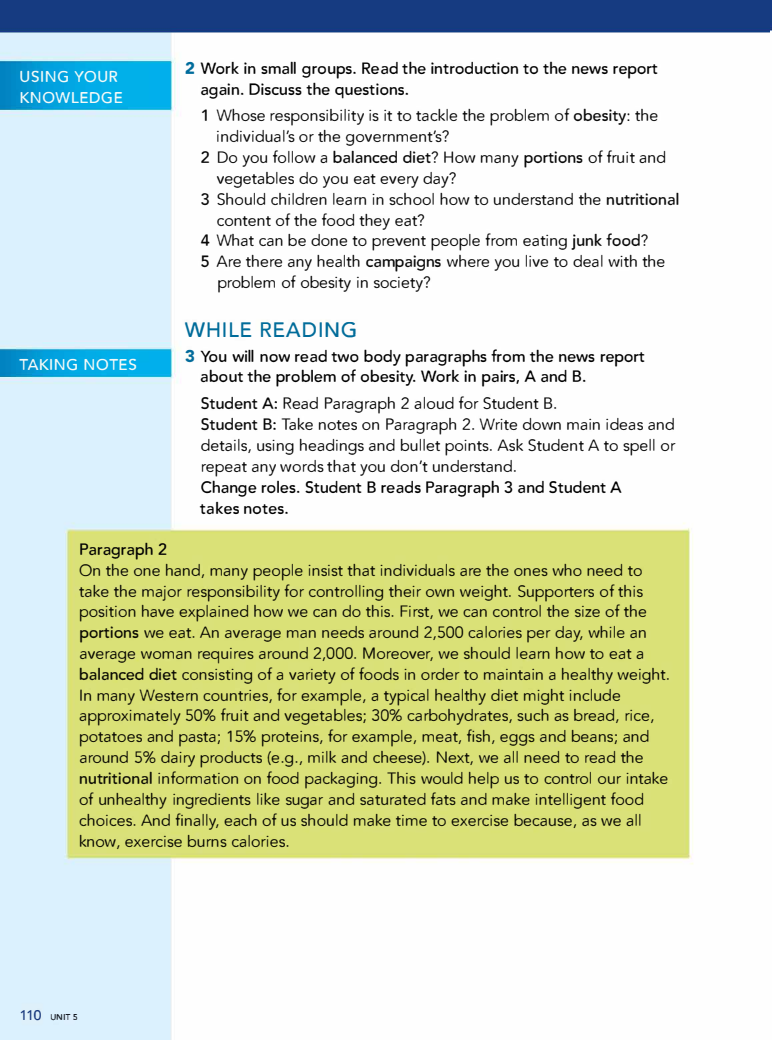 USING YOUR
KNOWLEDGE
2 Work in small groups. Read the introduction to the news report
again. Discuss the questions.
1 Whose responsibility is it to tackle the problem of obesity: the
individual's or the government's?
2 Do you follow a balanced diet? How many portions of fruit and
vegetables do you eat every day?
3 Should children learn in school how to understand the nutritional
content of the food they eat?
4 What can be done to prevent people from eating junk food?
5 Are there any health campaigns where you live to deal with the
problem of obesity in society?
WHILE READING
TAKING NOTES
3 You will now read two body paragraphs from the news report
about the problem of obesity. Work in pairs, A and B.
Student A: Read Paragraph 2 aloud for Student B.
Student B: Take notes on Paragraph 2. Write down main ideas and
details, using headings and bullet points. Ask Student A to spell or
repeat any words that you don't understand.
Change roles. Student B reads Paragraph 3 and Student A
takes notes.
Paragraph 2
On the one hand, many people insist that individuals are the ones who need to
take the major responsibility for controlling their own weight. Supporters of this
position have explained how we can do this. First, we can control the size of the
portions we eat. An average man needs around 2,500 calories per day, while an
average woman requires around 2,000. Moreover, we should learn how to eat a
balanced diet consisting of a variety of foods in order to maintain a healthy weight.
In many Western countries, for example, a typical healthy diet might include
approximately 50% fruit and vegetables; 30% carbohydrates, such as bread, rice,
potatoes and pasta; 15% proteins, for example, meat, fish, eggs and beans; and
around 5% dairy products (e.g., milk and cheese). Next, we all need to read the
nutritional information on food packaging. This would help us to control our intake
of unhealthy ingredients like sugar and saturated fats and make intelligent food
choices. And finally, each of us should make time to exercise because, as we all
know, exercise burns calories.
110 UNIT 5